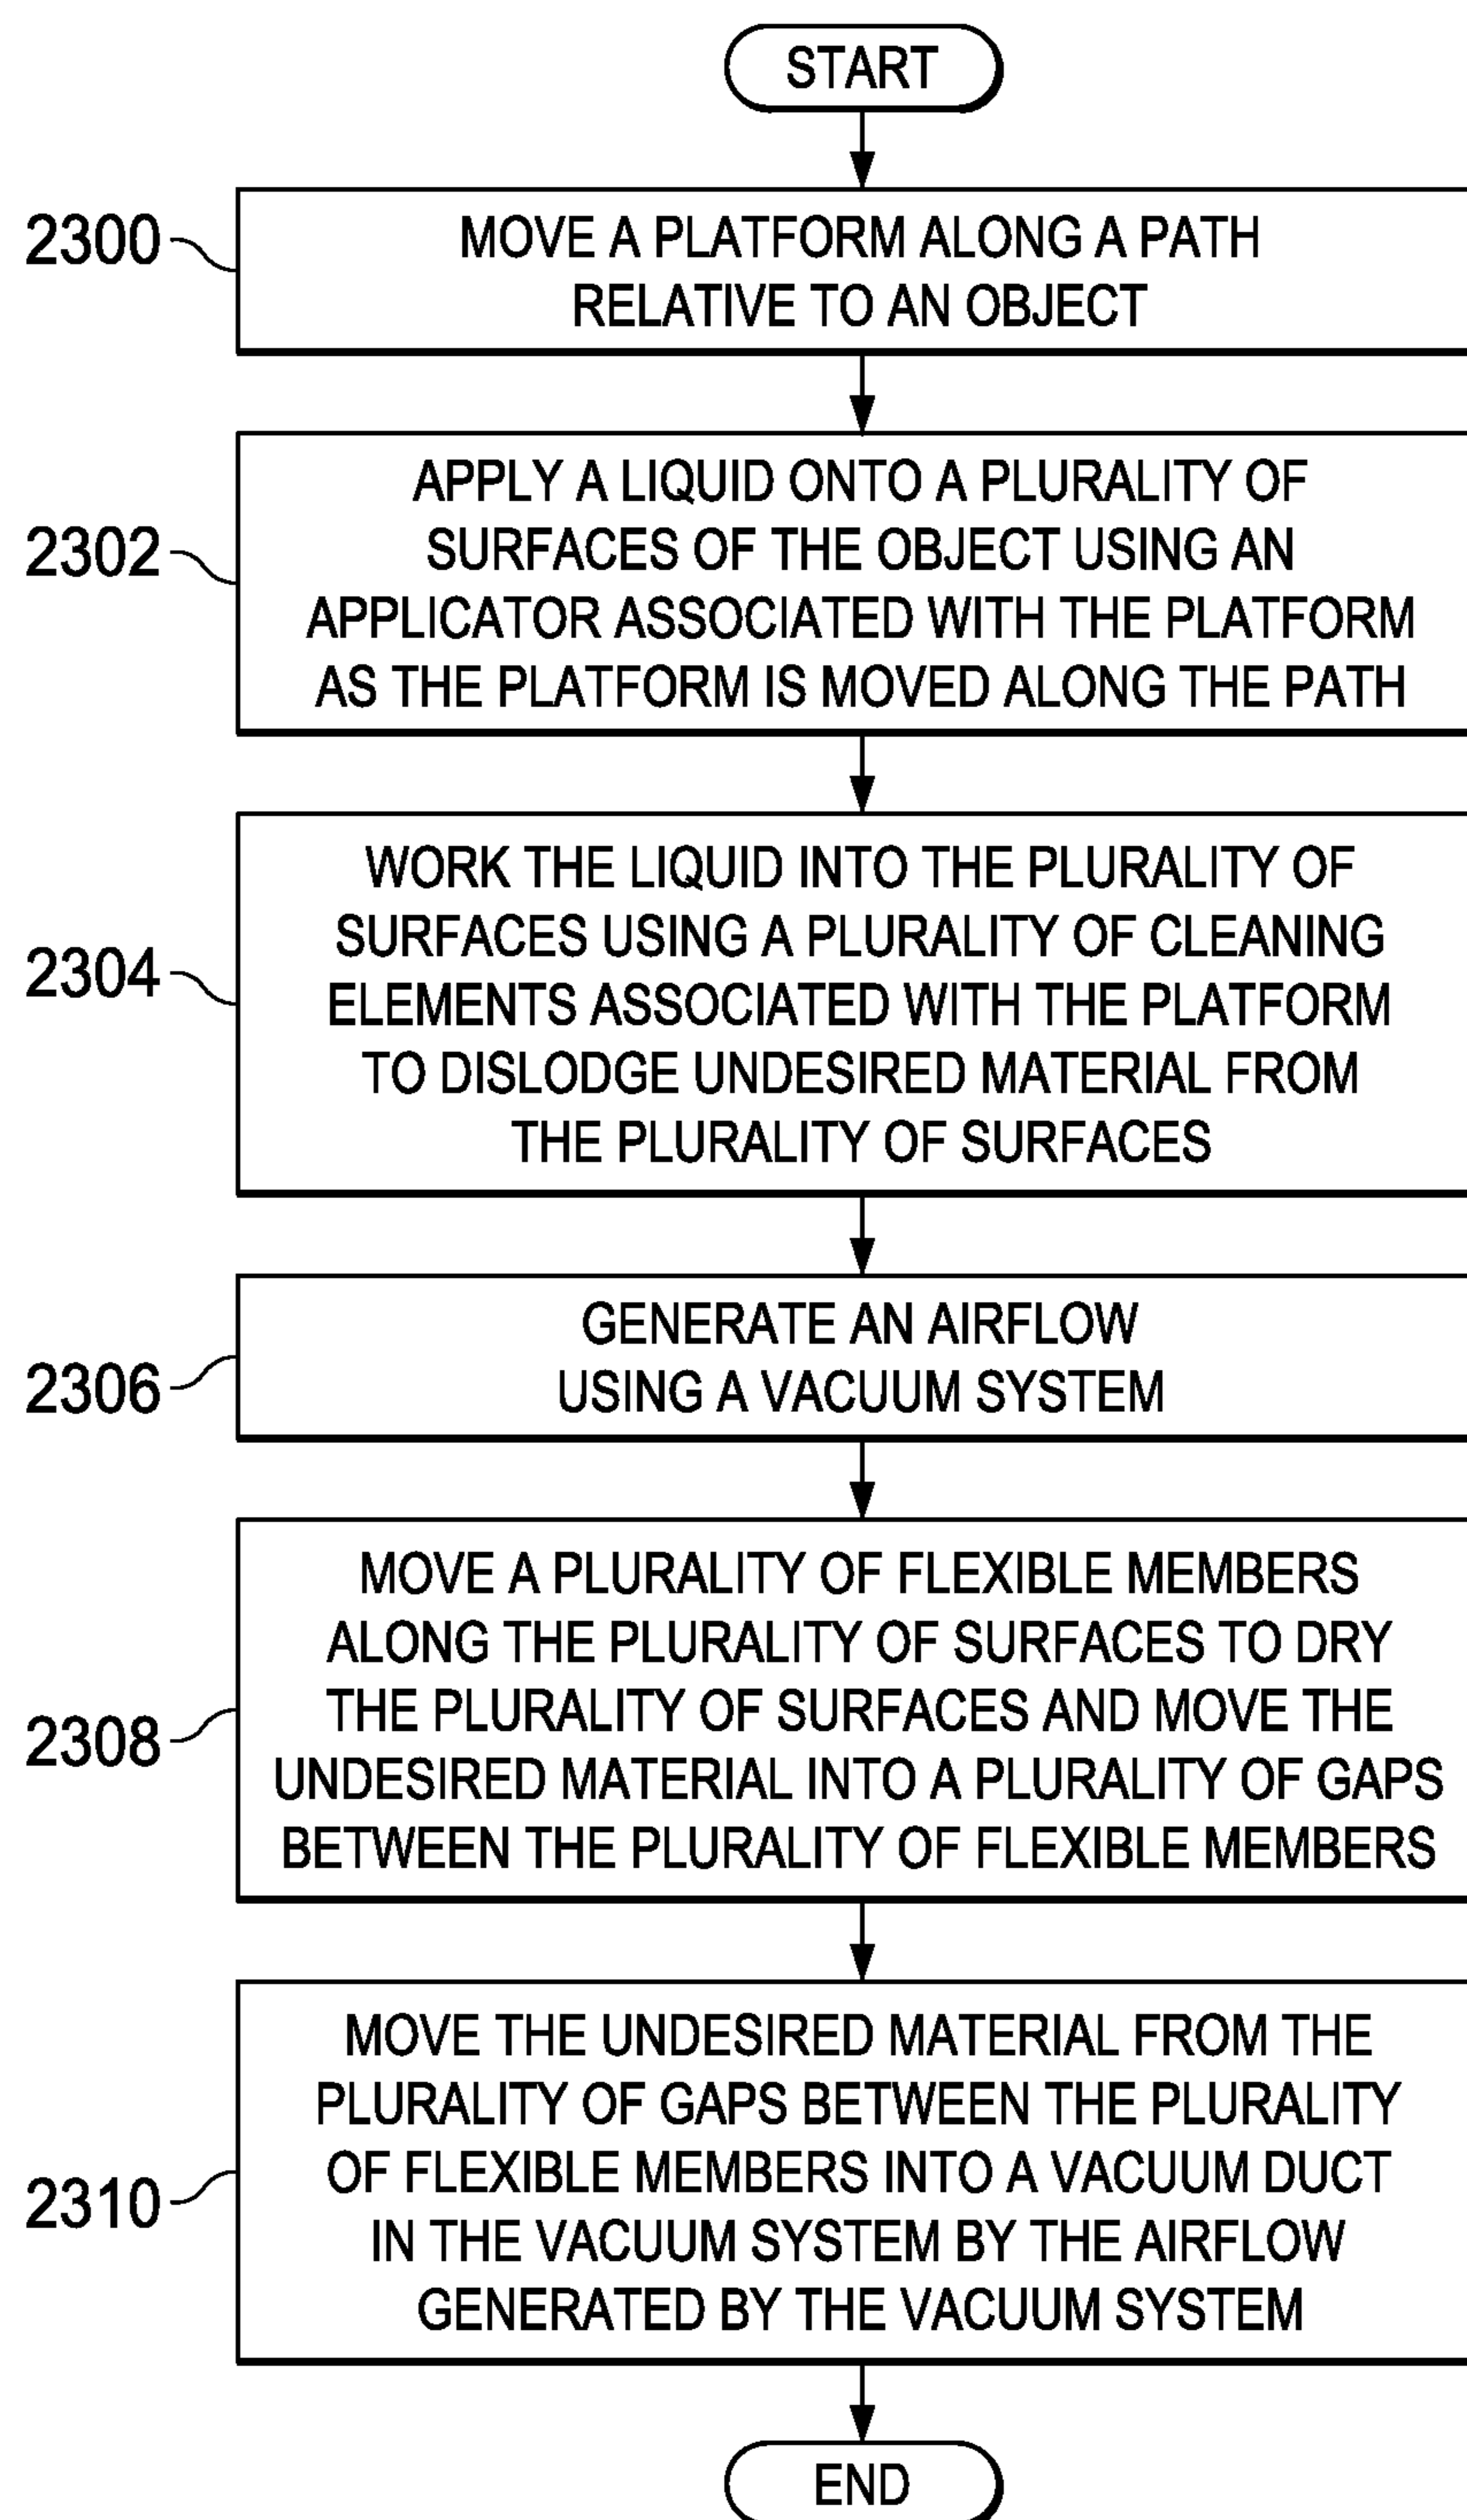 START
2300
MOVE A PLATFORM ALONG A PATH
RELATIVE TO AN OBJECT
2302
APPLY A LIQUID ONTO A PLURALITY OF
SURFACES OF THE OBJECT USING AN
APPLICATOR ASSOCIATED WITH THE PLATFORM
AS THE PLATFORM IS MOVED ALONG THE PATH
2304
WORK THE LIQUID INTO THE PLURALITY OF
SURFACES USING A PLURALITY OF CLEANING
ELEMENTS ASSOCIATED WITH THE PLATFORM
TO DISLODGE UNDESIRED MATERIAL FROM
THE PLURALITY OF SURFACES
2306
GENERATE AN AIRFLOW
USING A VACUUM SYSTEM
2308
MOVE A PLURALITY OF FLEXIBLE MEMBERS
ALONG THE PLURALITY OF SURFACES TO DRY
THE PLURALITY OF SURFACES AND MOVE THE
UNDESIRED MATERIAL INTO A PLURALITY OF GAPS
BETWEEN THE PLURALITY OF FLEXIBLE MEMBERS
2310
MOVE THE UNDESIRED MATERIAL FROM THE
PLURALITY OF GAPS BETWEEN THE PLURALITY
OF FLEXIBLE MEMBERS INTO A VACUUM DUCT
IN THE VACUUM SYSTEM BY THE AIRFLOW
GENERATED BY THE VACUUM SYSTEM
END